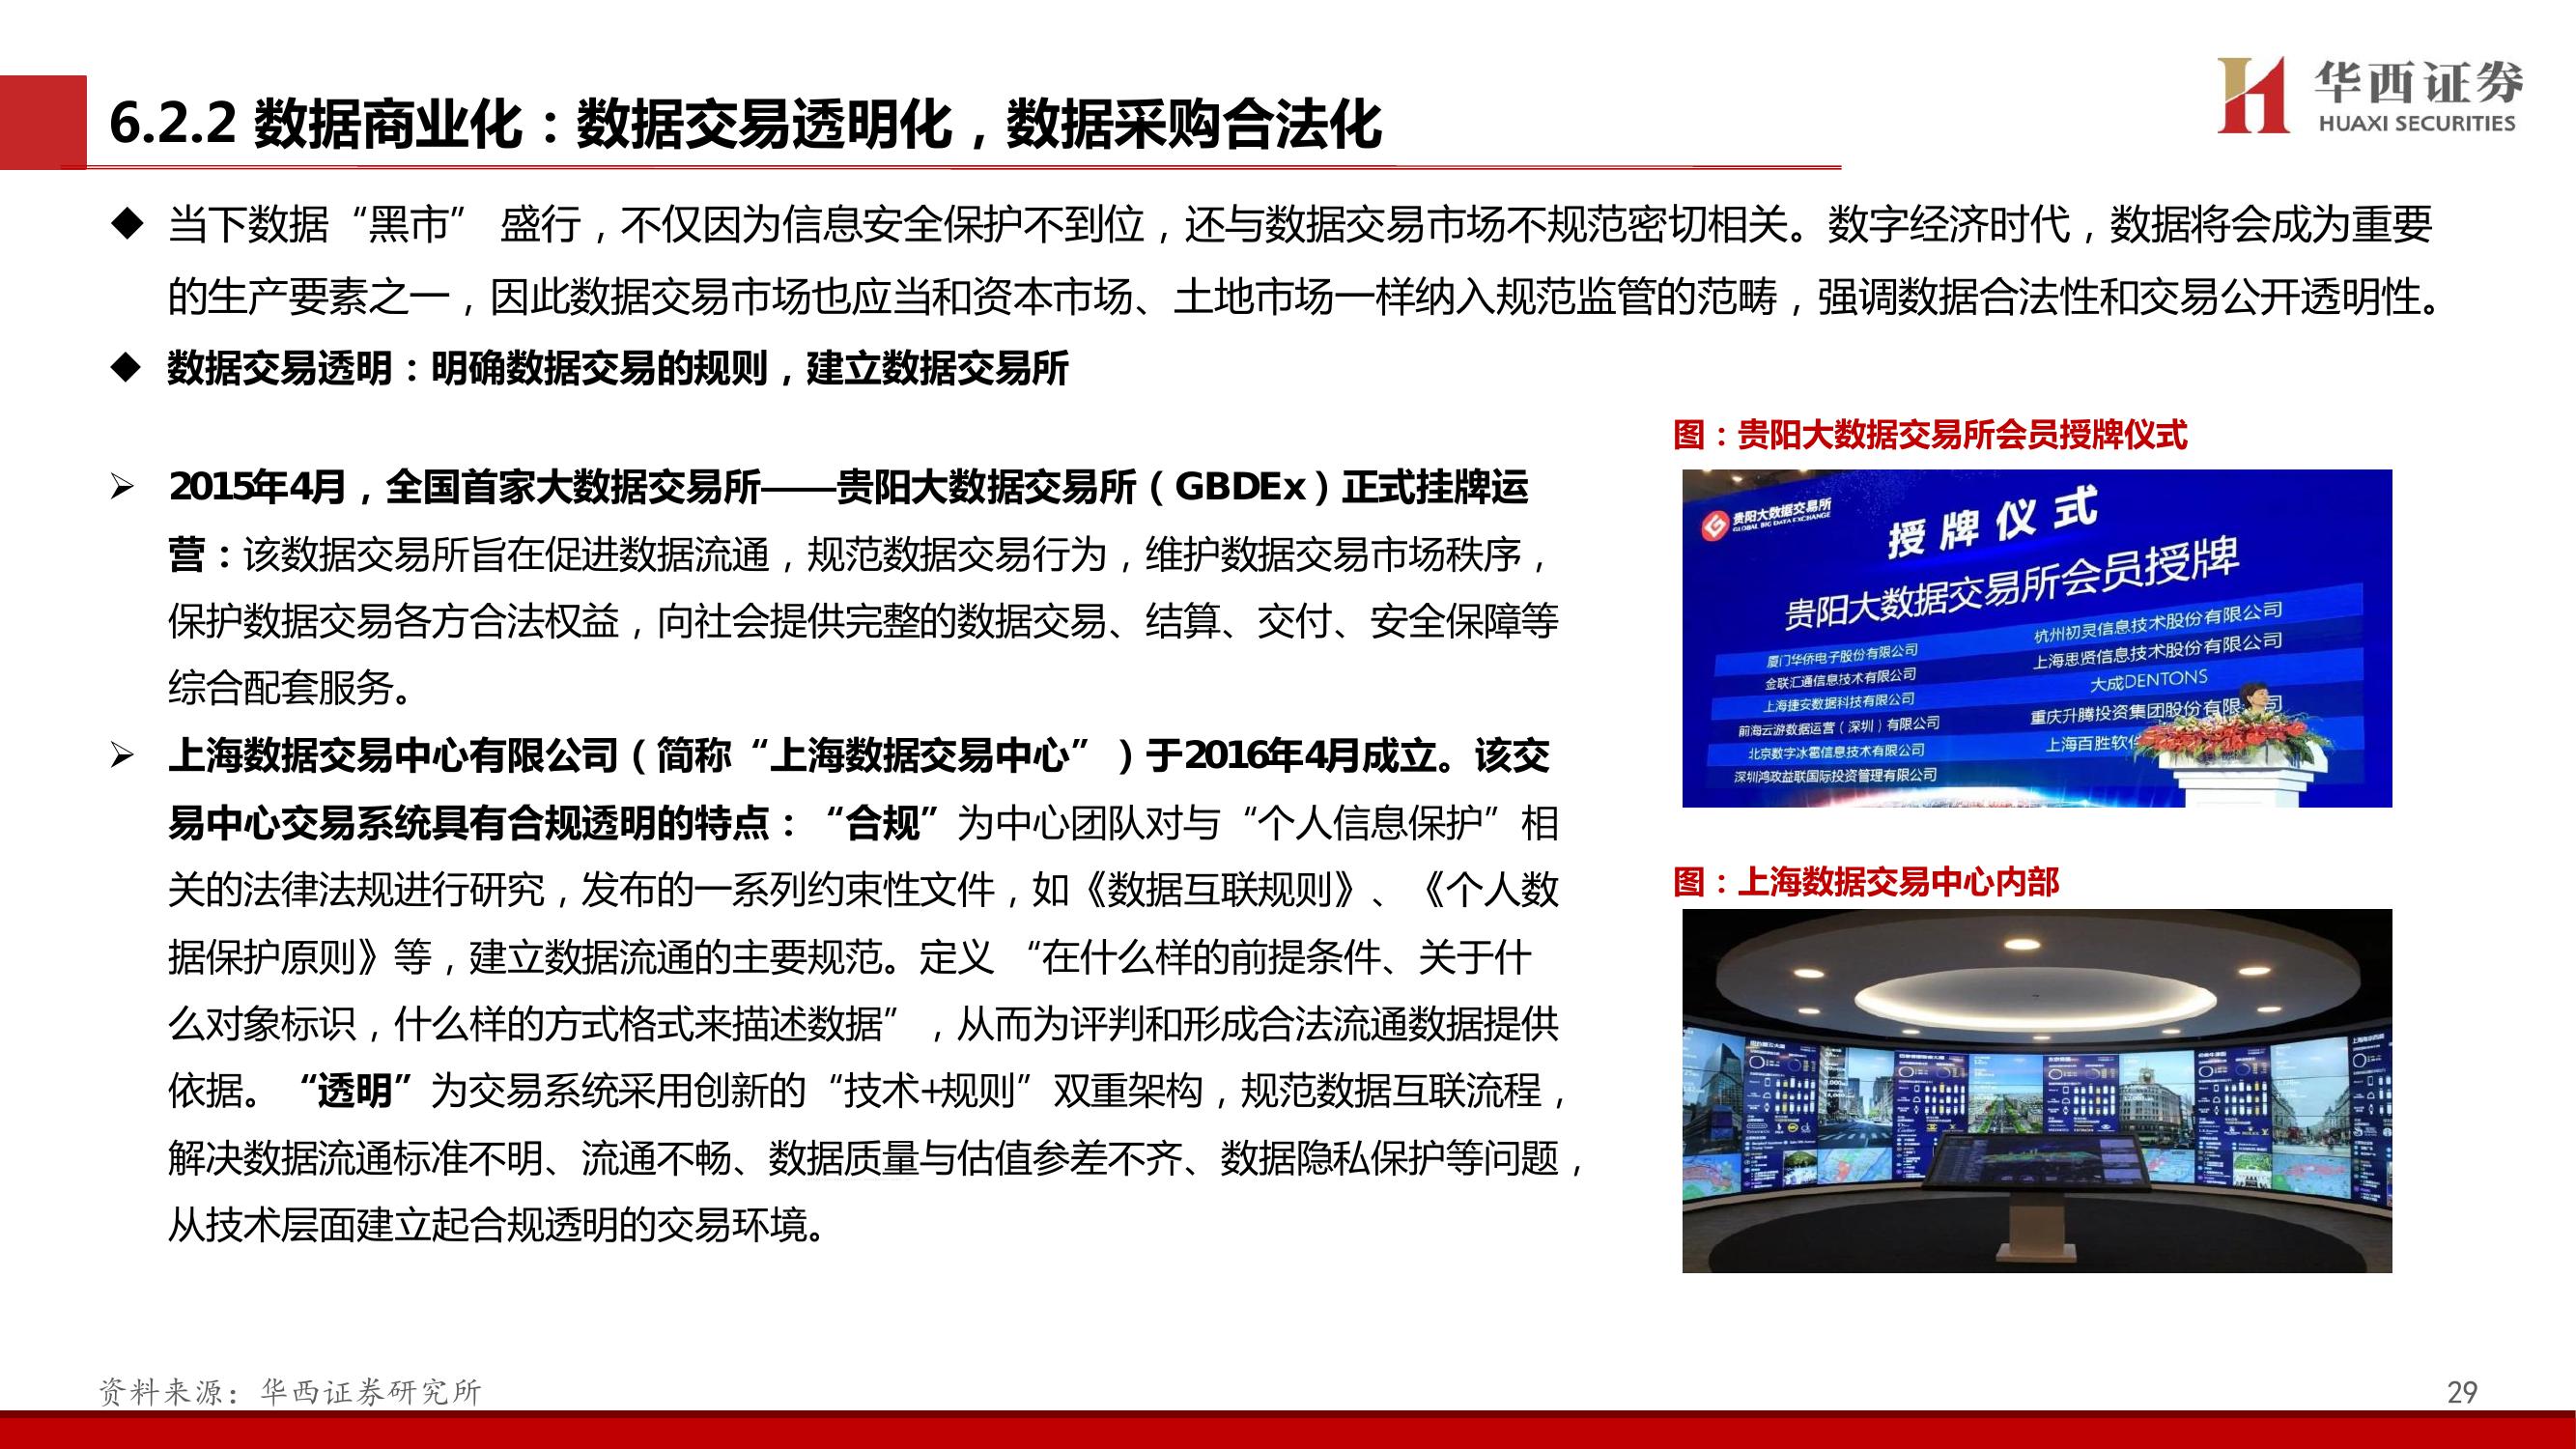 6.2.2 数据商业化：数据交易透明化，数据采购合法化
华西证券
HUAXI SECURITIES
◆ 当下数据“黑市” 盛行，不仅因为信息安全保护不到位，还与数据交易市场不规范密切相关。数字经济时代，数据将会成为重要
的生产要素之一，因此数据交易市场也应当和资本市场、土地市场一样纳入规范监管的范畴，强调数据合法性和交易公开透明性。
◆ 数据交易透明：明确数据交易的规则，建立数据交易所
➢ 2015年4月，全国首家大数据交易所——贵阳大数据交易所（GBDEx）正式挂牌运
营：该数据交易所旨在促进数据流通，规范数据交易行为，维护数据交易市场秩序，
保护数据交易各方合法权益，向社会提供完整的数据交易、结算、交付、安全保障等
综合配套服务。
➢ 上海数据交易中心有限公司（简称“上海数据交易中心” ）于2016年4月成立。该交
易中心交易系统具有合规透明的特点：“合规”为中心团队对与“个人信息保护”相
关的法律法规进行研究，发布的一系列约束性文件，如《数据互联规则》、《个人数
据保护原则》等，建立数据流通的主要规范。定义 “在什么样的前提条件、关于什
么对象标识，什么样的方式格式来描述数据” ，从而为评判和形成合法流通数据提供
依据。“透明”为交易系统采用创新的“技术+规则”双重架构，规范数据互联流程，
解决数据流通标准不明、流通不畅、数据质量与估值参差不齐、数据隐私保护等问题，
从技术层面建立起合规透明的交易环境。
图：贵阳大数据交易所会员授牌仪式
贵阳大数据交易所
GLOBAL BIG DATA EXCHANGE
授牌仪式
贵阳大数据交易所会员授牌
厦门华侨电子股份有限公司
金联汇通信息技术有限公司
上海捷安数据科技有限公司
前海云游数据运营（深圳）有限公司
北京数字冰雹信息技术有限公司
深圳鸿政益联国际投资管理有限公司
杭州初灵信息技术股份有限公司
上海思贤信息技术股份有限公司
大成DENTONS
重庆升腾投资集团股份有限 司
上海百胜软件
图：上海数据交易中心内部
资料来源：华西证券研究所
29